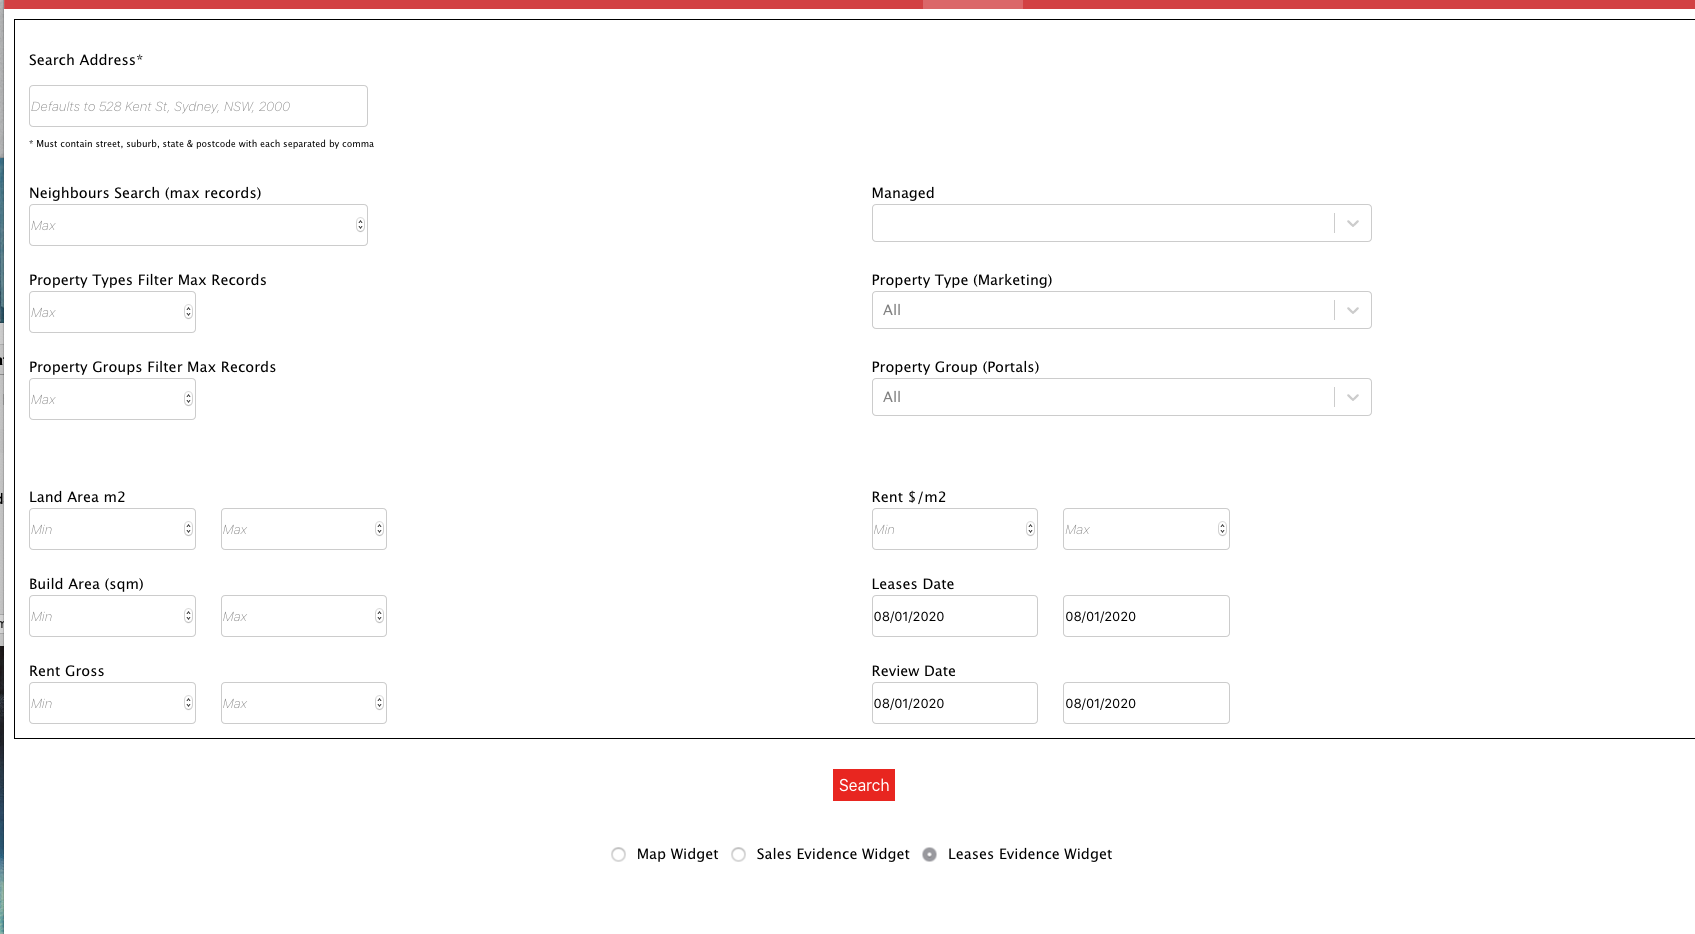 Search Address*
Defaults to 528 Kent St, Sydney, NSW, 2000
* Must contain street, suburb, state & postcode with each separated by comma
Neighbours Search (max records)
Managed
Max
Property Types Filter Max Records
Property Type (Marketing)
Max
All
Property Groups Filter Max Records
Property Group (Portals)
Max
All
Land Area m2
Rent $/m2
Min Max Min Max
Build Area (sqm)
Leases Date
Min Max 08/01/2020 08/01/2020
Rent Gross
Review Date
Min Max 08/01/2020 08/01/2020
Search
Map Widget Sales Evidence Widget Leases Evidence Widget